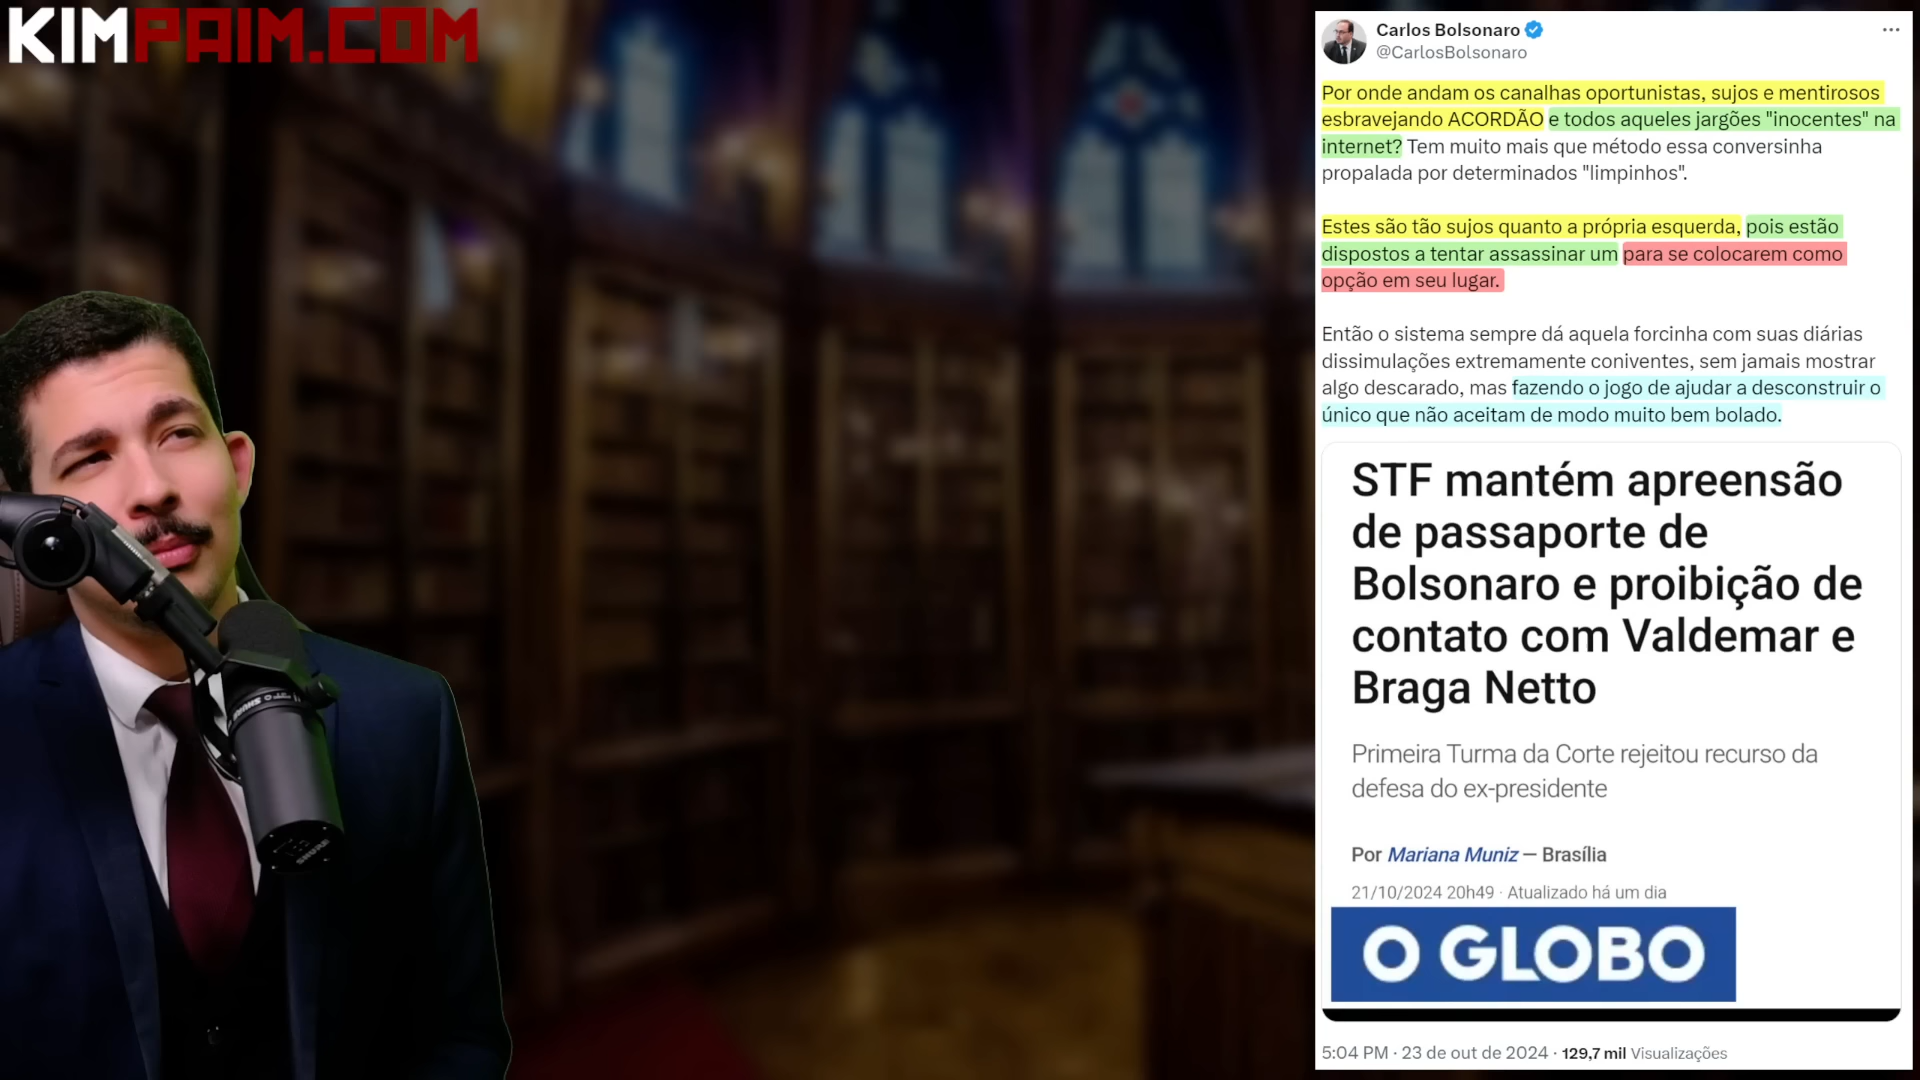 KIMPAIM.COM
Carlos Bolsonaro
@CarlosBolsonaro
Por onde andam os canalhas oportunistas, sujos e mentirosos
esbravejando ACORDÃO e todos aqueles jargões "inocentes" na
internet? Tem muito mais que método essa conversinha
propalada por determinados "limpinhos".
Estes são tão sujos quanto a própria esquerda, pois estão
dispostos a tentar assassinar um para se colocarem como
opção em seu lugar.
Então o sistema sempre dá aquela forcinha com suas diárias
dissimulações extremamente coniventes, sem jamais mostrar
algo descarado, mas fazendo o jogo de ajudar a desconstruir o
único que não aceitam de modo muito bem bolado.
STF mantém apreensão
de passaporte de
Bolsonaro e proibição de
contato com Valdemar e
Braga Netto
Primeira Turma da Corte rejeitou recurso da
defesa do ex-presidente
Por Mariana Muniz — Brasília
21/10/2024 20h49 · Atualizado há um dia
O GLOBO
5:04 PM · 23 de out de 2024 · 129,7 mil Visualizações
SHURE
SHURE